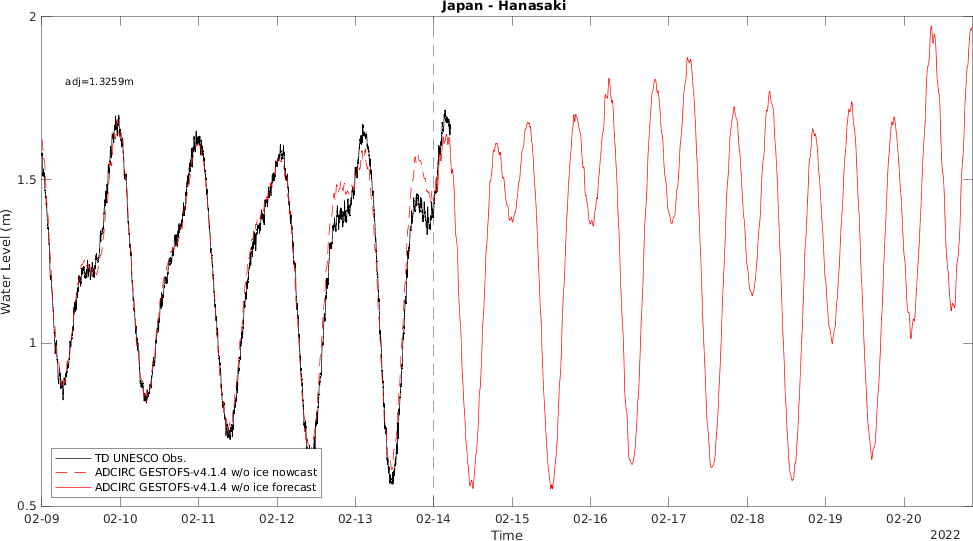 Japan - Hanasaki
2
adj=1.3259m
1.5
Water Level (m)
1
TD UNESCO Obs.
ADCIRC GESTOFS-v4.1.4 w/o ice nowcast
ADCIRC GESTOFS-v4.1.4 w/o ice forecast
0.5
02-09 02-10 02-11 02-12 02-13 02-14 02-15 02-16 02-17 02-18 02-19 02-20
Time
2022